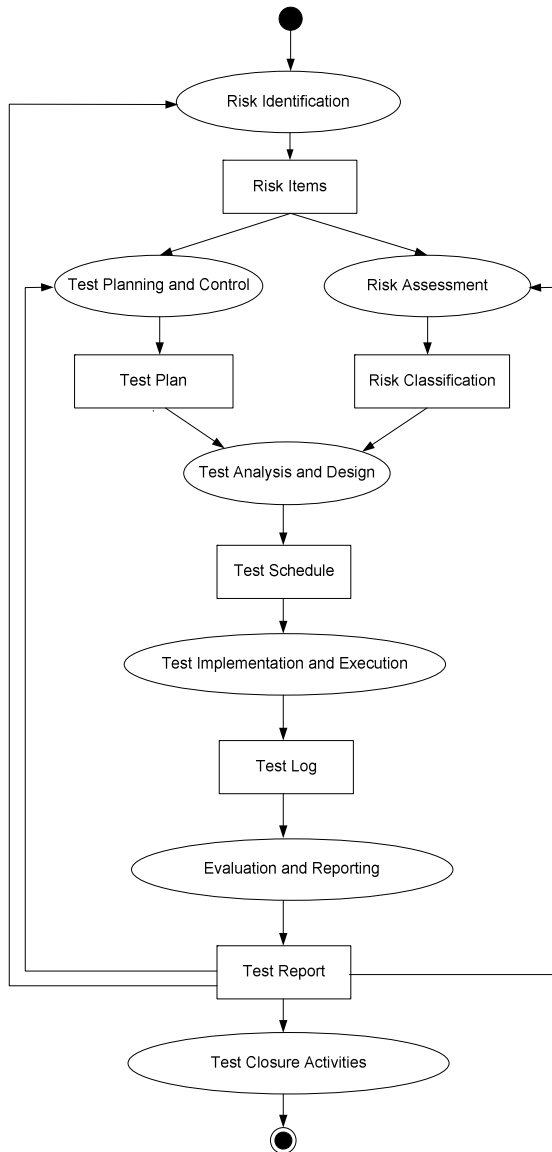 Risk Identification
Risk Items
Test Planning and Control
Risk Assessment
Test Plan
Risk Classification
Test Analysis and Design
Test Schedule
Test Implementation and Execution
Test Log
Evaluation and Reporting
Test Report
Test Closure Activities